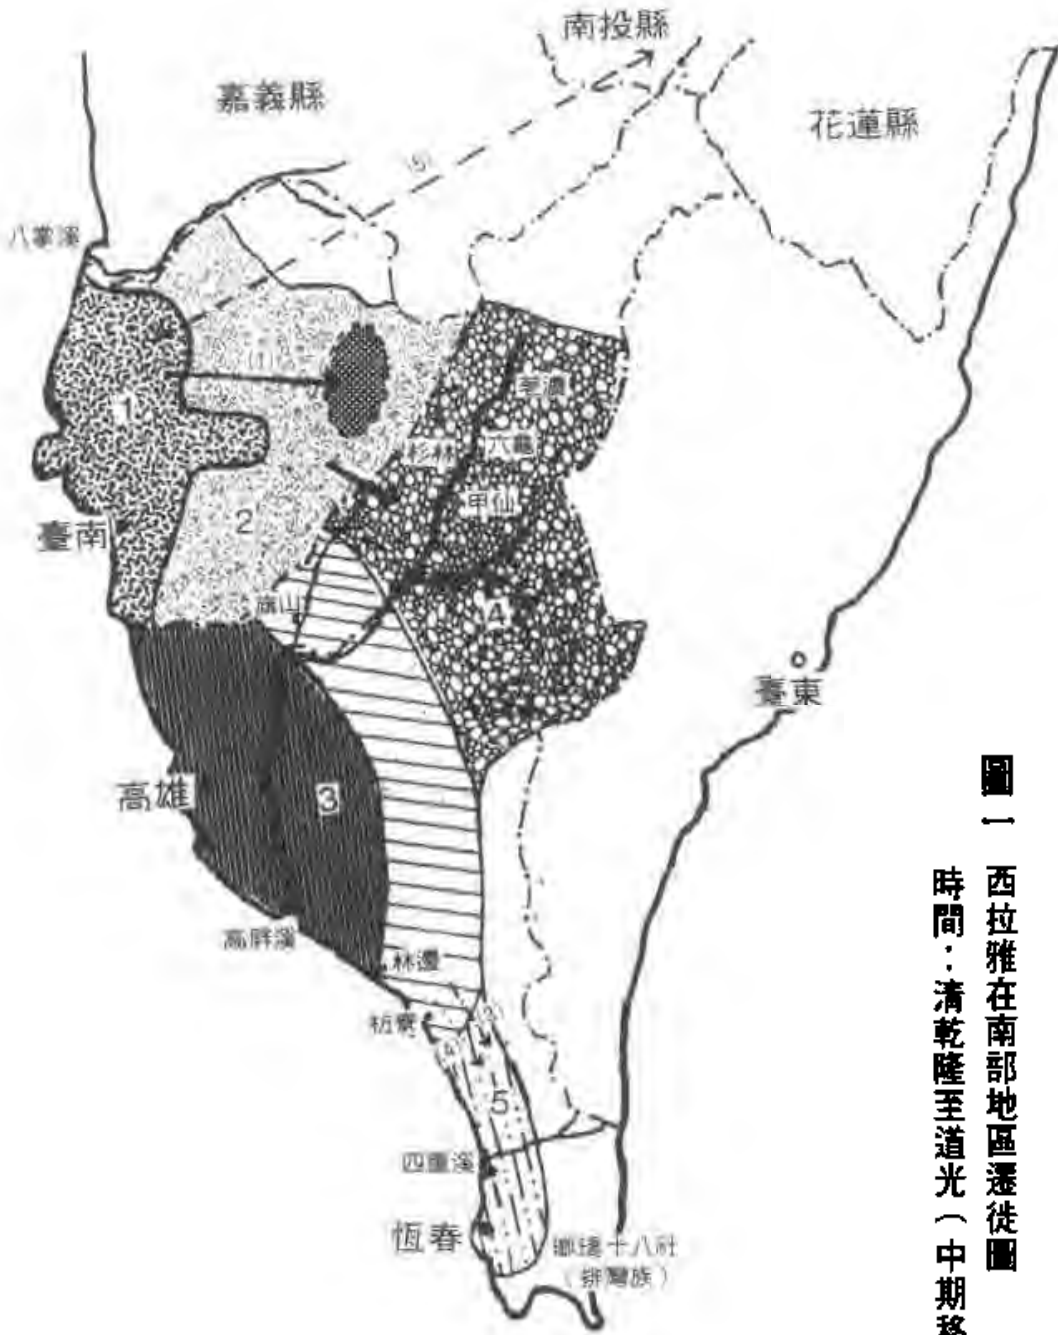 南投縣
嘉義縣
花蓮縣
(5)
八掌溪
(1)
1
荖濃
杉林
六龜
甲仙
2
臺南
旗山
4
臺東
高雄
3
高屏溪
林邊
枋寮
(3)
(4)
5
四重溪
恆春
瑯嶠十八社
(排灣族)
圖一 西拉雅在南部地區遷徙圖
時間：清乾隆至道光(中期移